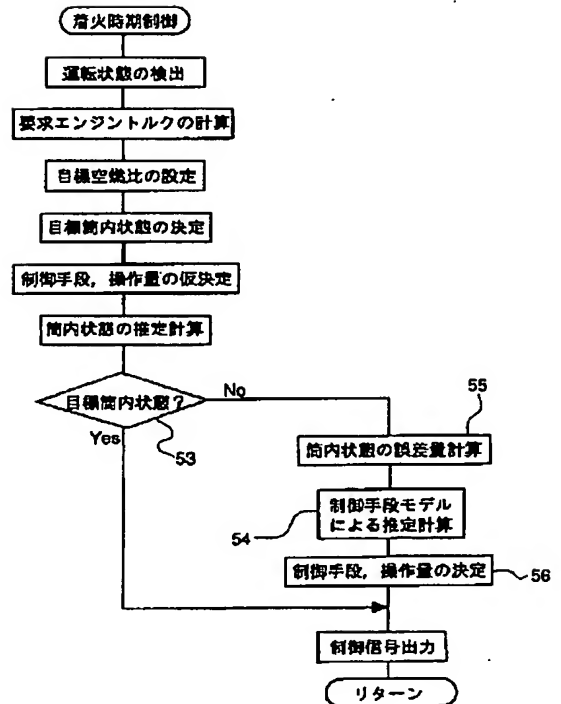 着火時期制御
運転状態の検出
要求エンジントルクの計算
目標空燃比の設定
目標筒内状態の決定
制御手段，操作量の仮決定
筒内状態の推定計算
目標筒内状態？
No
Yes
53
55
筒内状態の誤差量計算
制御手段モデル
による推定計算
54
制御手段，操作量の決定
56
制御信号出力
リターン